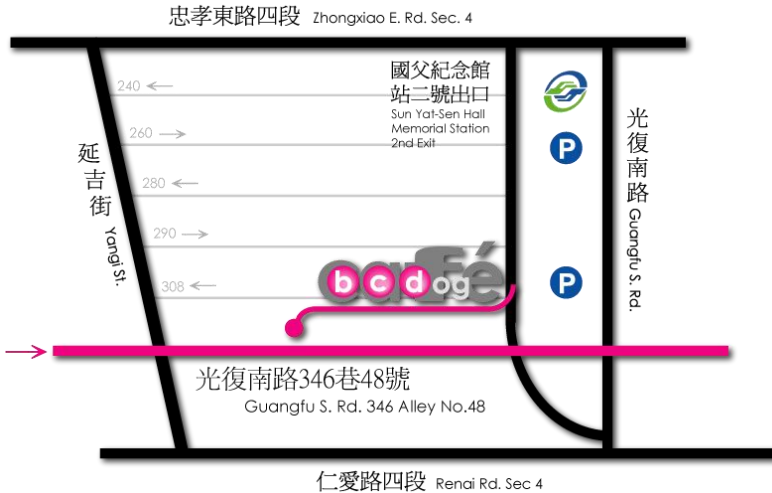 忠孝東路四段 Zhongxiao E. Rd. Sec. 4
國父紀念館
站二號出口
Sun Yat-Sen Hall
Memorial Station
2nd Exit
240
260
280
290
308
延吉街
Yangi St.
P
光復南路
Guangfu S. Rd.
café
bcdog
P
光復南路346巷48號
Guangfu S. Rd. 346 Alley No.48
仁愛路四段 Renai Rd. Sec 4